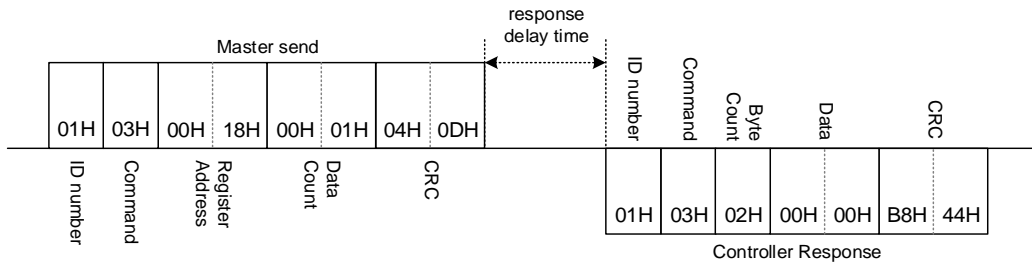 response
delay time
Master send
01H 03H 00H 18H 00H 01H 04H 0DH
ID number
Command
Register
Address
Data
Count
CRC
ID number
Command
Byte
Count
Data
CRC
01H 03H 02H 00H 00H B8H 44H
Controller Response